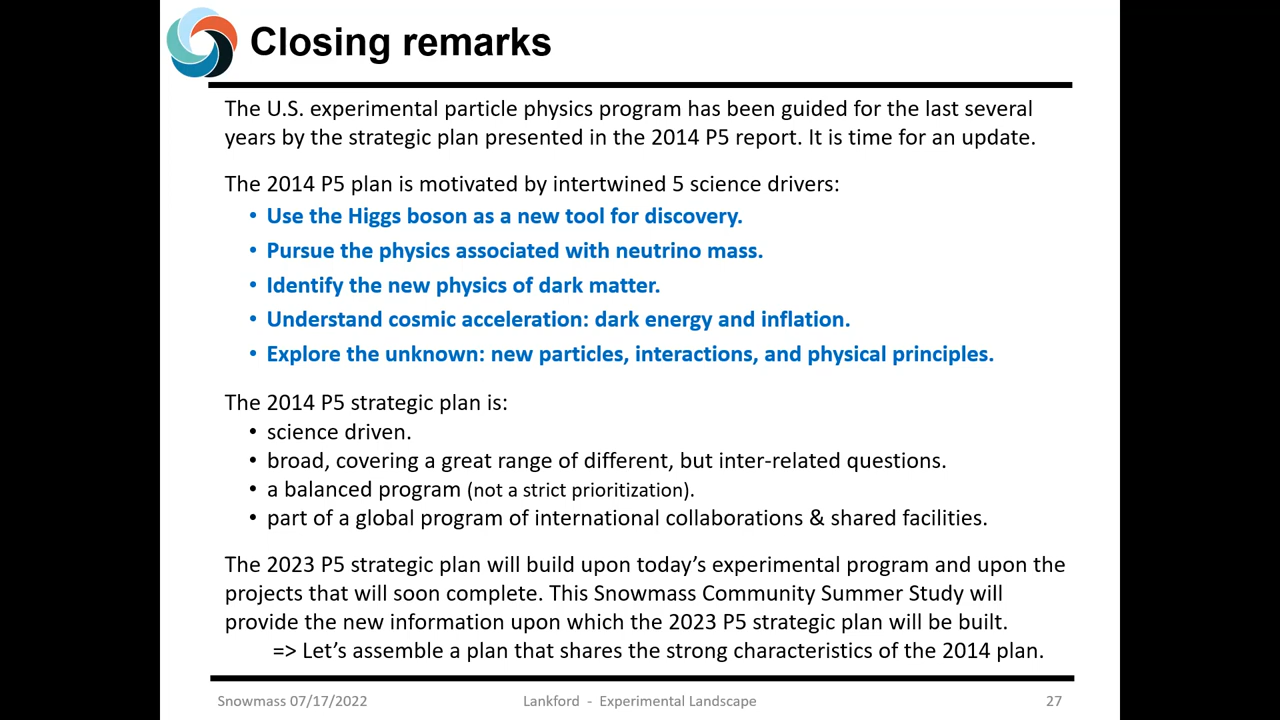 Closing remarks
The U.S. experimental particle physics program has been guided for the last several
years by the strategic plan presented in the 2014 P5 report. It is time for an update.
The 2014 P5 plan is motivated by intertwined 5 science drivers:
• Use the Higgs boson as a new tool for discovery.
• Pursue the physics associated with neutrino mass.
• Identify the new physics of dark matter.
• Understand cosmic acceleration: dark energy and inflation.
• Explore the unknown: new particles, interactions, and physical principles.
The 2014 P5 strategic plan is:
• science driven.
• broad, covering a great range of different, but inter-related questions.
• a balanced program (not a strict prioritization).
• part of a global program of international collaborations & shared facilities.
The 2023 P5 strategic plan will build upon today’s experimental program and upon the
projects that will soon complete. This Snowmass Community Summer Study will
provide the new information upon which the 2023 P5 strategic plan will be built.
=> Let’s assemble a plan that shares the strong characteristics of the 2014 plan.
Snowmass 07/17/2022 Lankford - Experimental Landscape 27